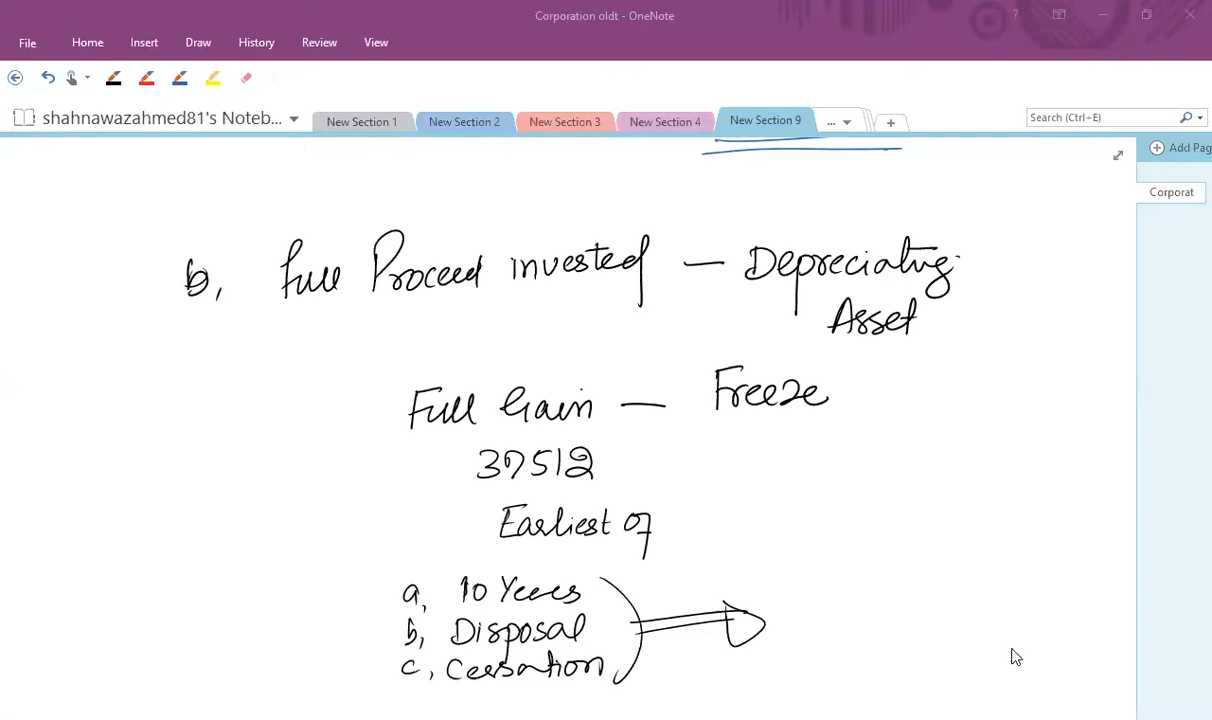 Corporation oldt - OneNote
File Home Insert Draw History Review View
shahnawazahmed81's Noteb... New Section 1 New Section 2 New Section 3 New Section 4 New Section 9 ... Search (Ctrl+E)
Add Pag
Corporat
b, Full Proceed invested — Depreciating
Asset
Full Gain — Freeze
37512
Earliest of
a, 10 Years
b, Disposal
c, Cessation